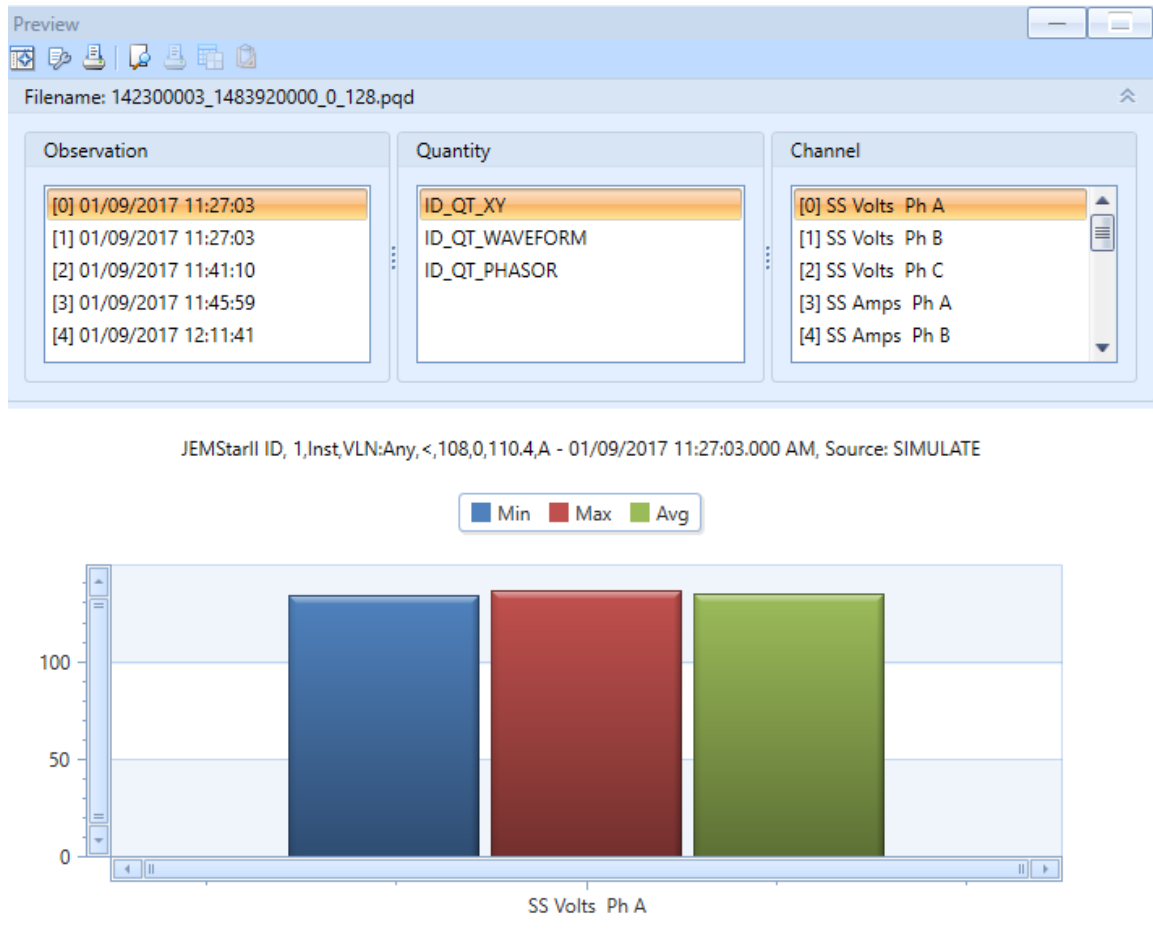 Preview
Filename: 142300003_1483920000_0_128.pqd
Observation
[0] 01/09/2017 11:27:03
[1] 01/09/2017 11:27:03
[2] 01/09/2017 11:41:10
[3] 01/09/2017 11:45:59
[4] 01/09/2017 12:11:41
Quantity
ID_QT_XY
ID_QT_WAVEFORM
ID_QT_PHASOR
Channel
[0] SS Volts Ph A
[1] SS Volts Ph B
[2] SS Volts Ph C
[3] SS Amps Ph A
[4] SS Amps Ph B
JEMStarII ID, 1,Inst,VLN:Any,<,108,0,110.4,A - 01/09/2017 11:27:03.000 AM, Source: SIMULATE
Min Max Avg
100
50
0
SS Volts Ph A